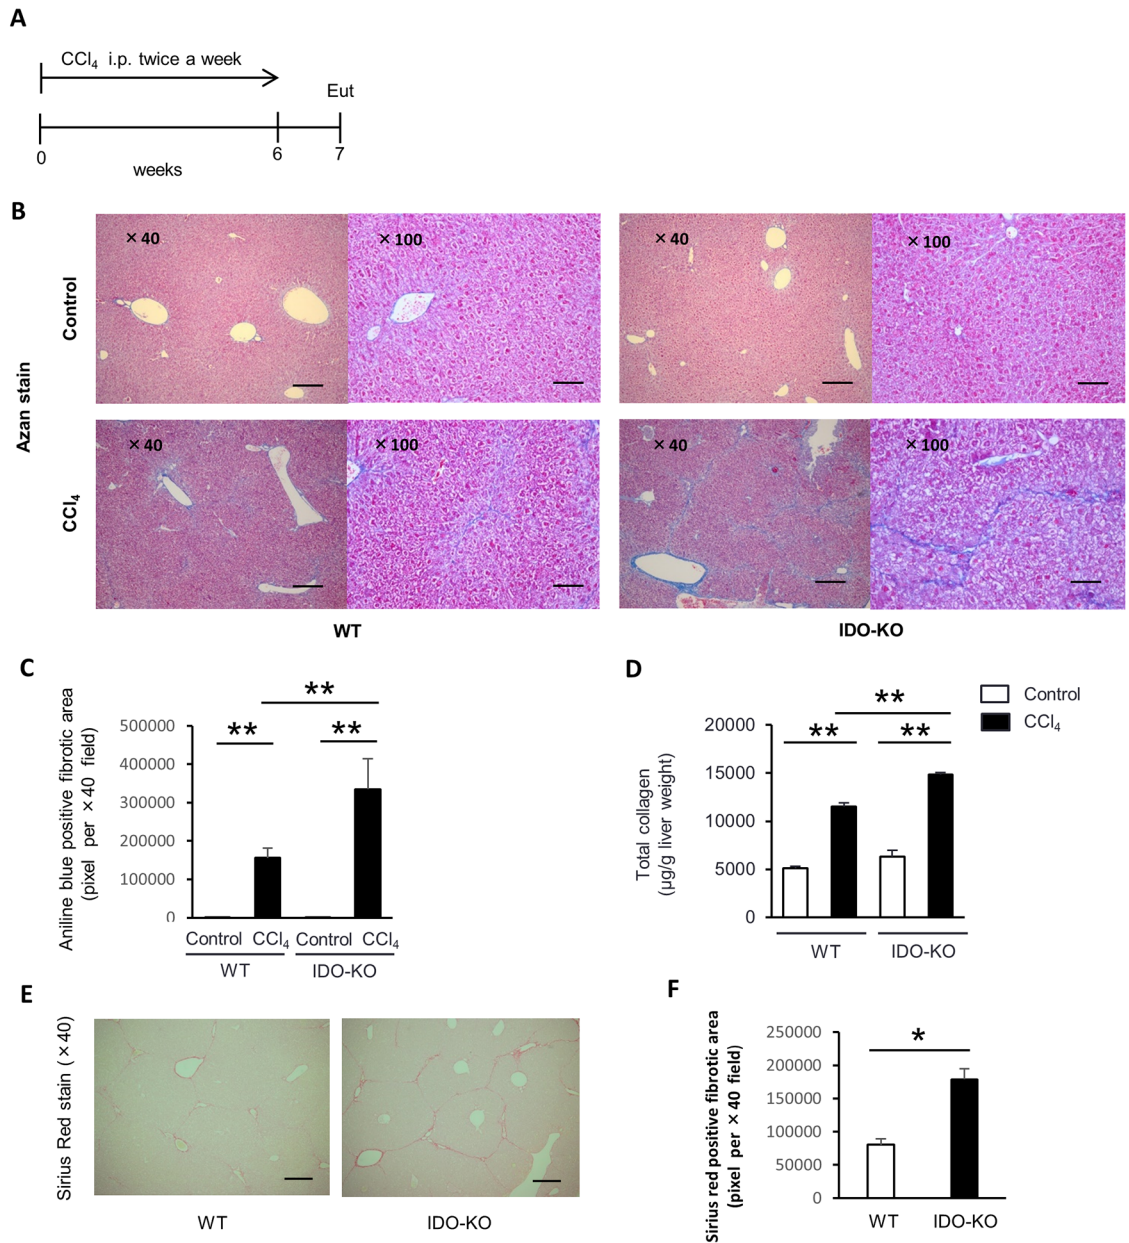 A
CCl₄ i.p. twice a week
Eut
0
6
7
weeks
B
Azan stain
Control
× 40
× 100
× 40
× 100
CCl₄
× 40
× 100
× 40
× 100
WT
IDO-KO
C
Aniline blue positive fibrotic area
(pixel per × 40 field)
500000
400000
300000
200000
100000
0
**
**
**
Control CCl₄ Control CCl₄
WT
IDO-KO
D
Total collagen
(μg/g liver weight)
20000
15000
10000
5000
0
**
**
**
WT
IDO-KO
Control
CCl₄
E
Sirius Red stain (× 40)
WT
IDO-KO
F
Sirius red positive fibrotic area
(pixel per × 40 field)
250000
200000
150000
100000
50000
0
*
WT
IDO-KO